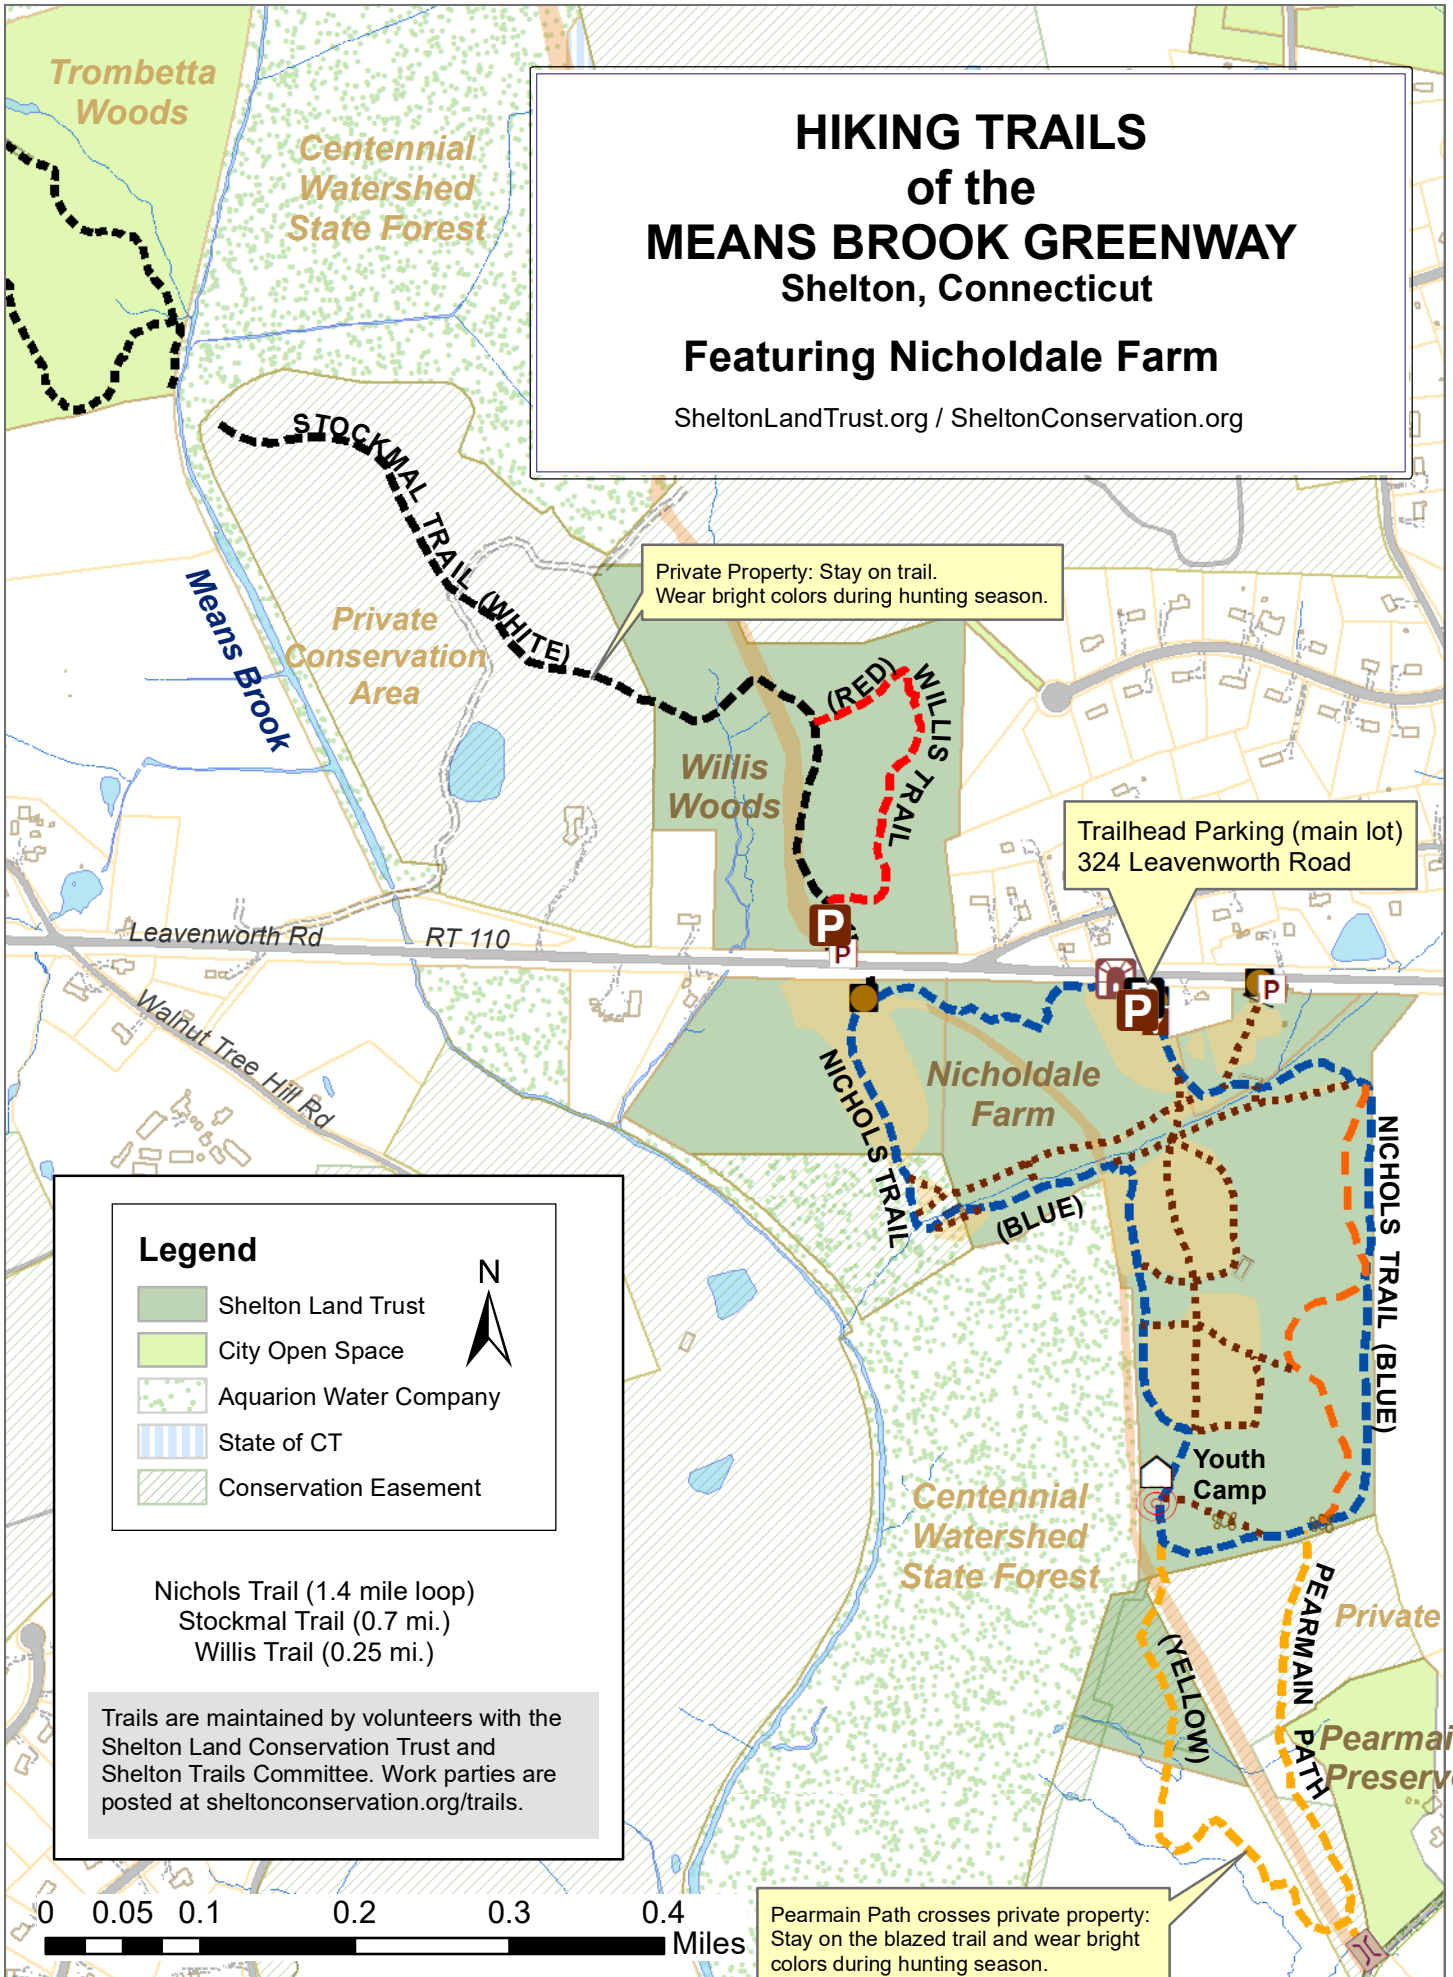 Trombetta
Woods
Centennial
Watershed
State Forest
HIKING TRAILS
of the
MEANS BROOK GREENWAY
Shelton, Connecticut
Featuring Nicholdale Farm
SheltonLandTrust.org / SheltonConservation.org
STOCKMAL TRAIL (WHITE)
Private Property: Stay on trail.
Wear bright colors during hunting season.
Means Brook
Private
Conservation
Area
(RED)
WILLIS TRAIL
Willis
Woods
Trailhead Parking (main lot)
324 Leavenworth Road
P
P
Leavenworth Rd
RT 110
P
P
Walnut Tree Hill Rd
NICHOLS TRAIL
(BLUE)
Nicholdale
Farm
NICHOLS TRAIL (BLUE)
Youth
Camp
Centennial
Watershed
State Forest
(YELLOW)
PEARMAIN PATH
Private
Pearmai
Preserv
Legend
N
Shelton Land Trust
City Open Space
Aquarion Water Company
State of CT
Conservation Easement
Nichols Trail (1.4 mile loop)
Stockmal Trail (0.7 mi.)
Willis Trail (0.25 mi.)
Trails are maintained by volunteers with the
Shelton Land Conservation Trust and
Shelton Trails Committee. Work parties are
posted at sheltonconservation.org/trails.
0 0.05 0.1 0.2 0.3 0.4
Miles
Pearmain Path crosses private property:
Stay on the blazed trail and wear bright
colors during hunting season.